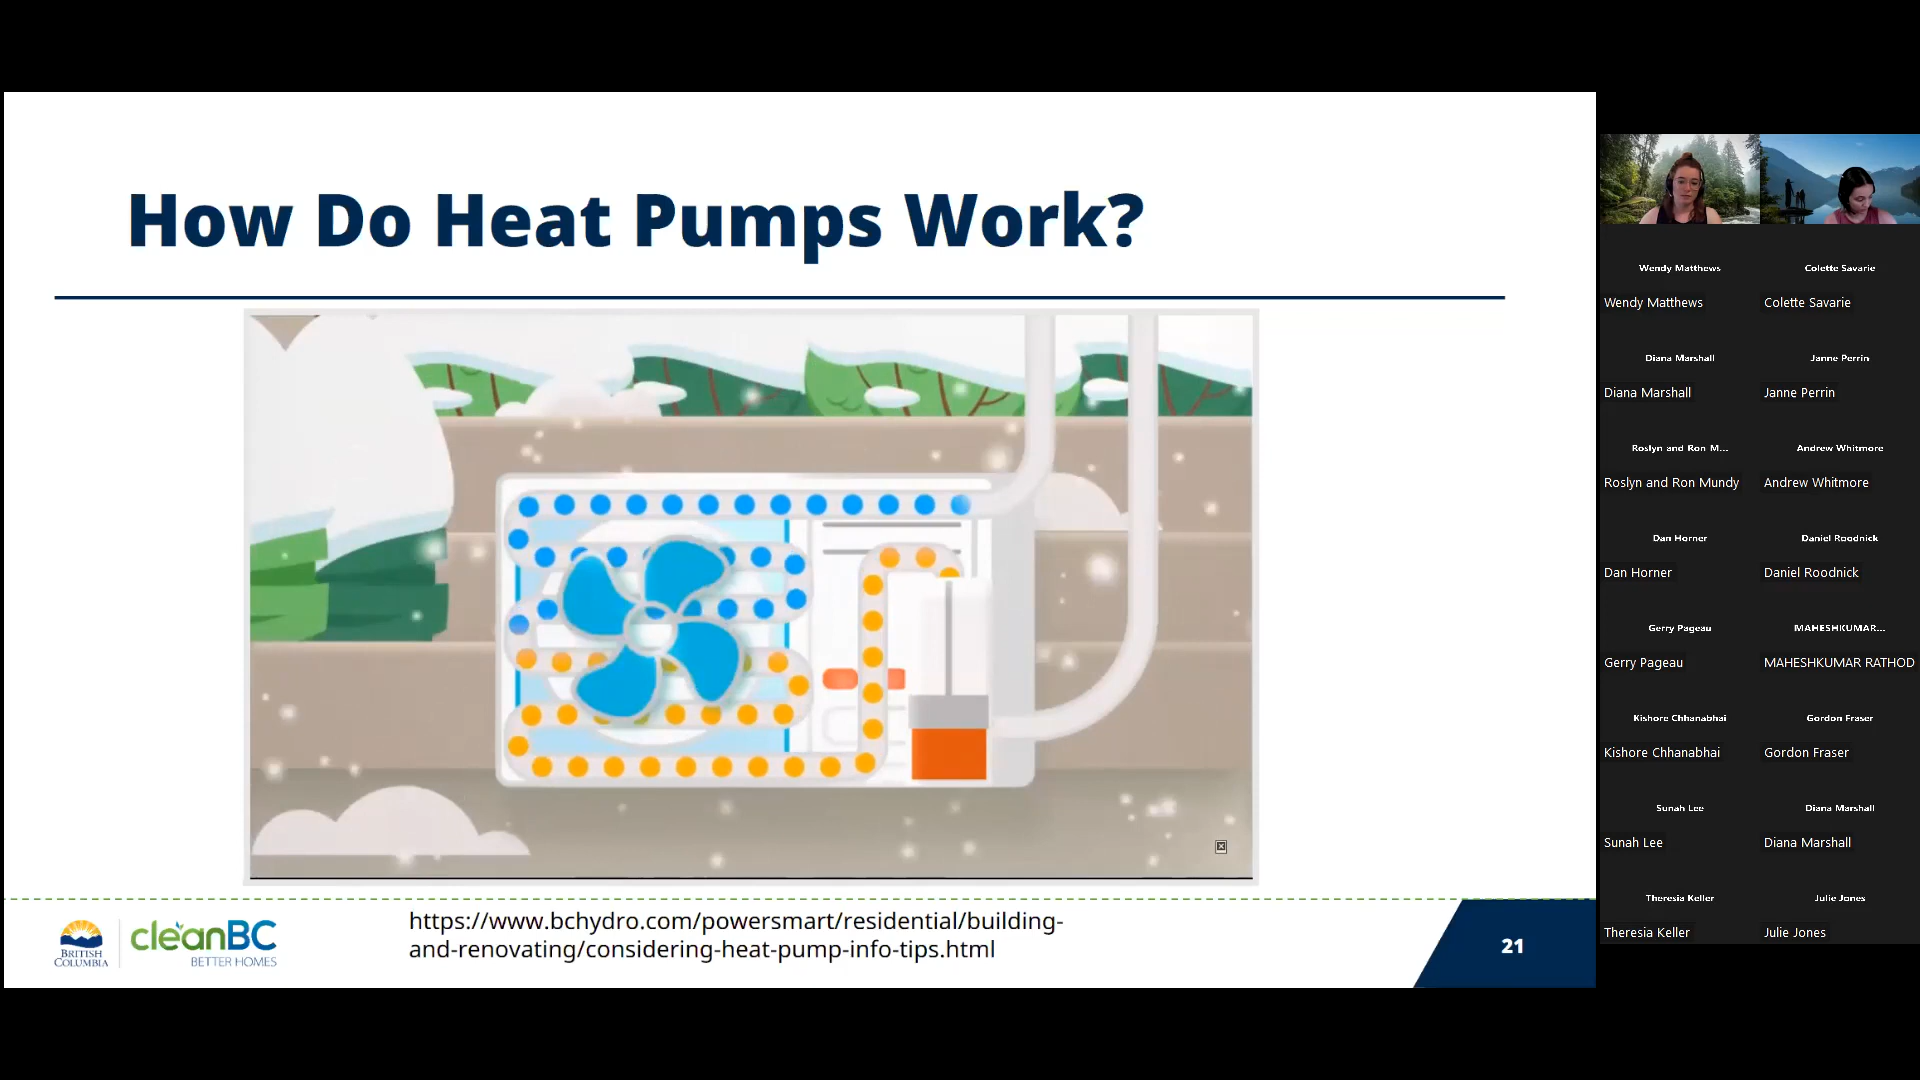 How Do Heat Pumps Work?
https://www.bchydro.com/powersmart/residential/building-
and-renovating/considering-heat-pump-info-tips.html
BRITISH
COLUMBIA
cleanBC
BETTER HOMES
21
Wendy Matthews
Colette Savarie
Wendy Matthews
Colette Savarie
Diana Marshall
Janne Perrin
Diana Marshall
Janne Perrin
Roslyn and Ron M...
Andrew Whitmore
Roslyn and Ron Mundy
Andrew Whitmore
Dan Horner
Daniel Roodnick
Dan Horner
Daniel Roodnick
Gerry Pageau
MAHESHKUMAR...
Gerry Pageau
MAHESHKUMAR RATHOD
Kishore Chhanabhai
Gordon Fraser
Kishore Chhanabhai
Gordon Fraser
Sunah Lee
Diana Marshall
Sunah Lee
Diana Marshall
Theresia Keller
Julie Jones
Theresia Keller
Julie Jones